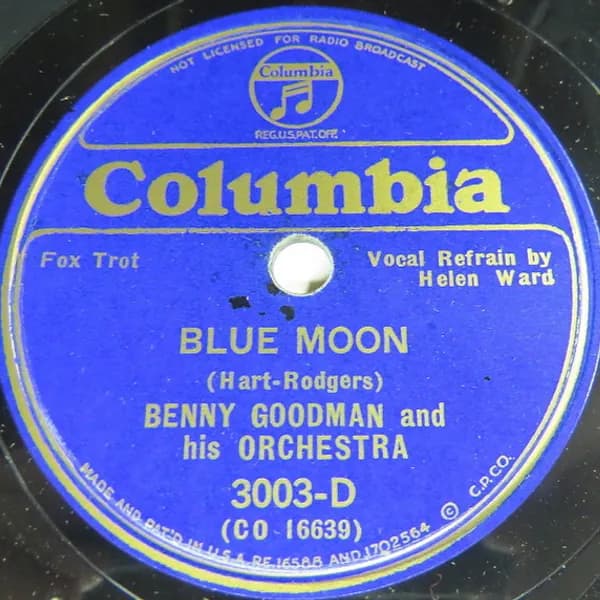 NOT LICENSED FOR RADIO BROADCAST
Columbia
REG.U.S.PAT.OFF.
Columbia
Fox Trot
Vocal Refrain by
Helen Ward
BLUE MOON
(Hart-Rodgers)
BENNY GOODMAN and
his ORCHESTRA
3003-D
(CO 16639)
MADE AND PAT'D IN U.S.A. RE.16588 AND 1702564 © C.P.CO.